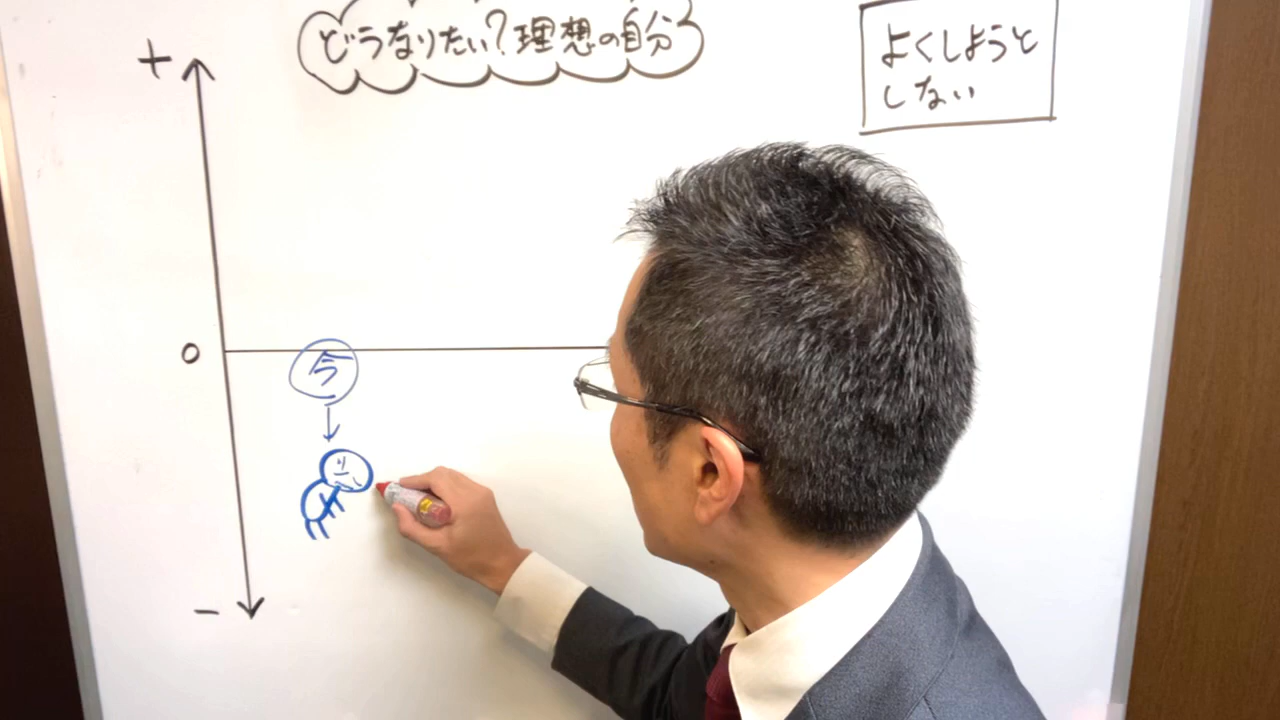 どうなりたい?理想の自分
よくしようと
しない
+
0
今
-